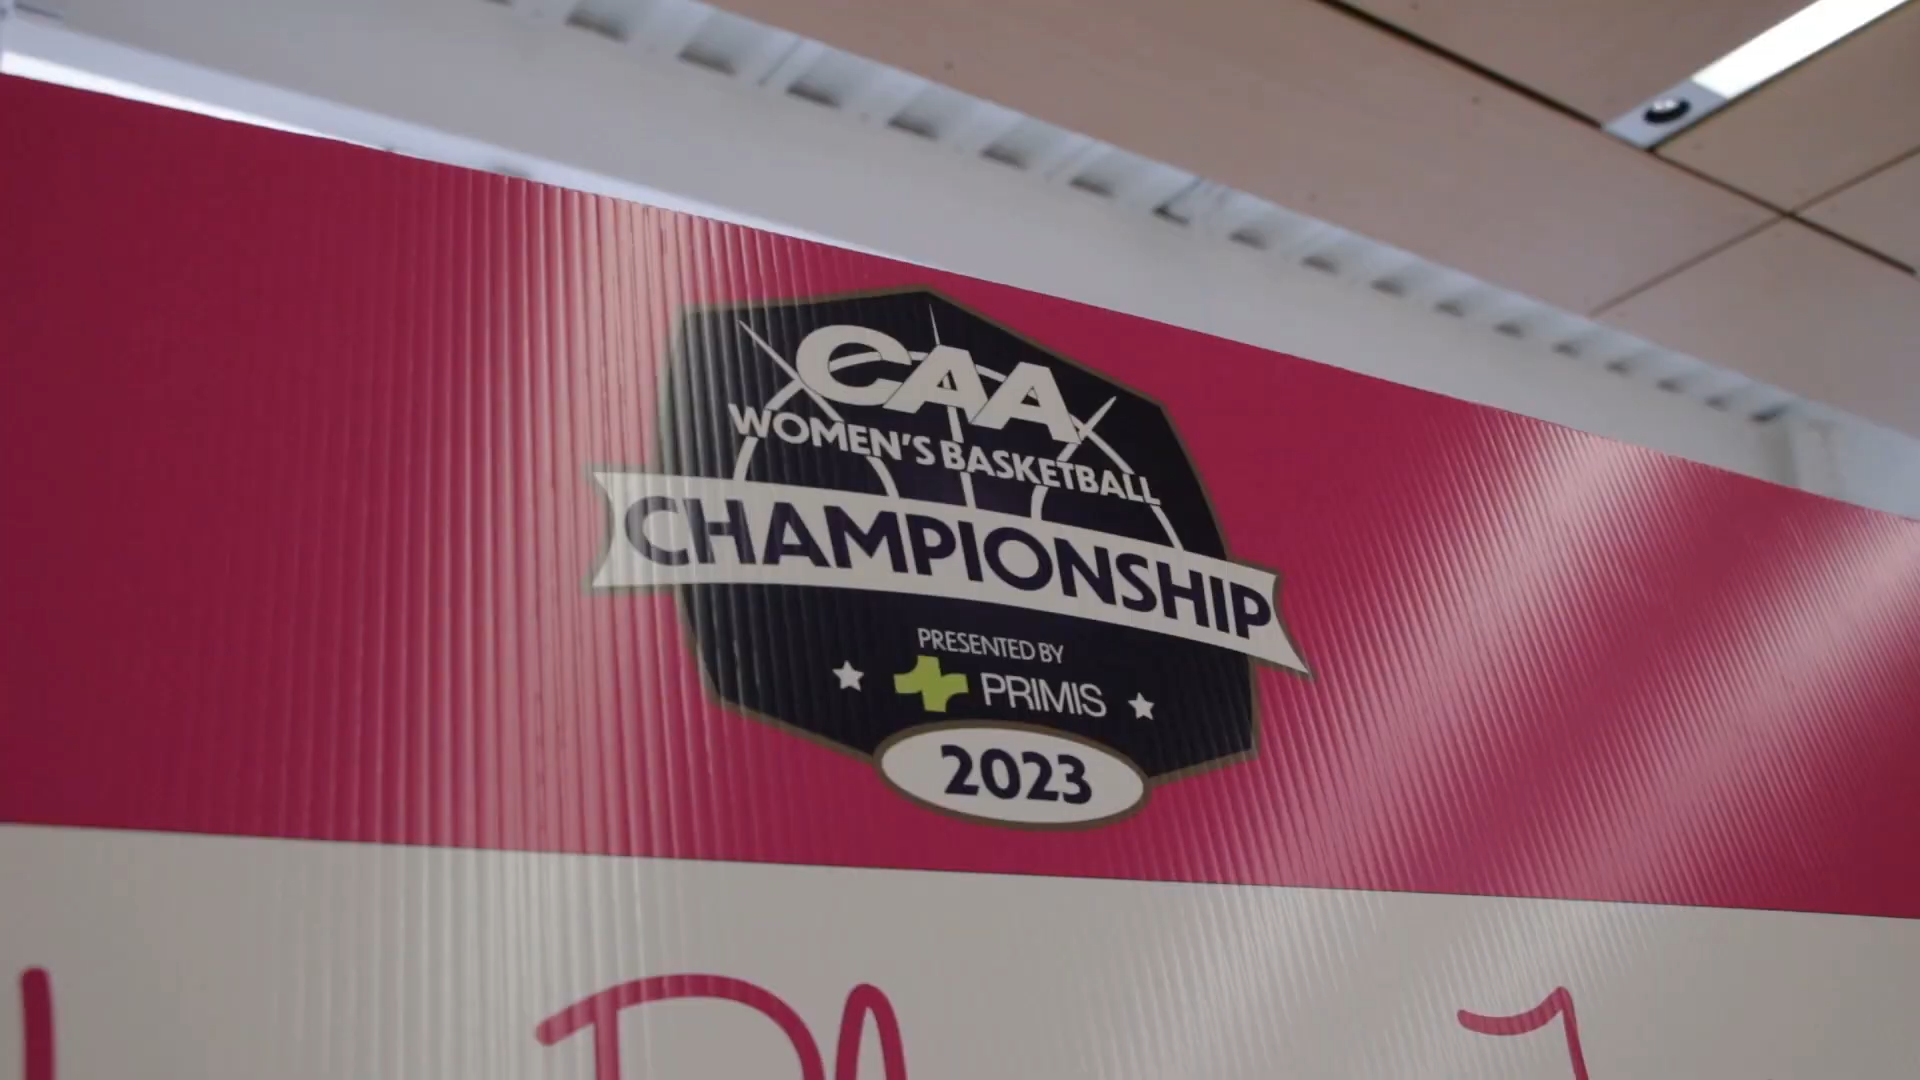 CAA
WOMEN'S BASKETBALL
CHAMPIONSHIP
PRESENTED BY
PRIMIS
2023